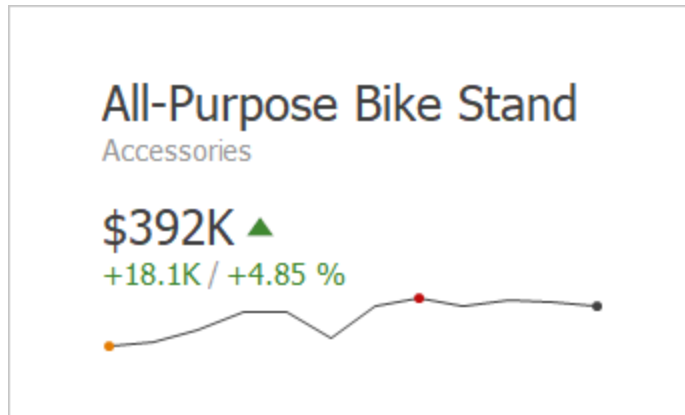 All-Purpose Bike Stand
Accessories
$392K
+18.1K / +4.85 %